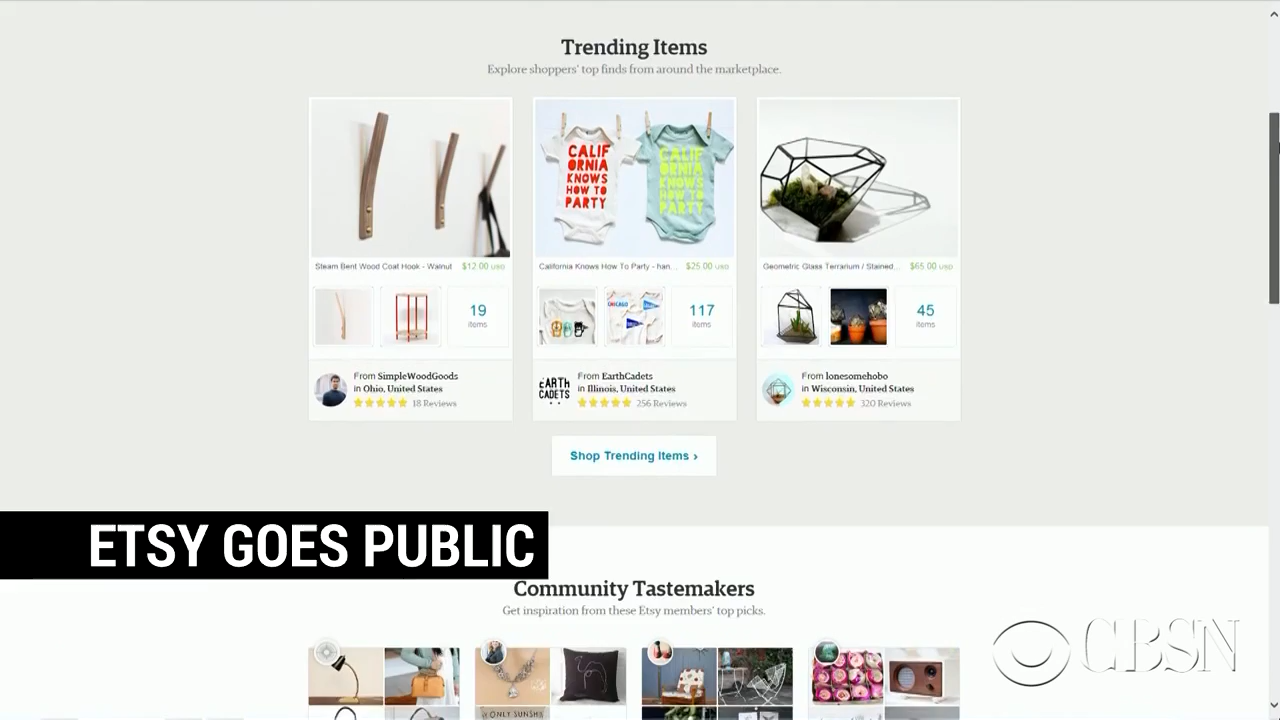 Trending Items
Explore shoppers' top finds from around the marketplace.
CALIF
ORNIA
KNOWS
HOW TO
PARTY
CALIF
ORNIA
KNOWS
HOW TO
PARTY
Steam Bent Wood Coat Hook - Walnut $12.00 USD
California Knows How To Party - han... $25.00 USD
Geometric Glass Terrarium / Stained... $65.00 USD
19
items
CHICAGO
117
items
45
items
From SimpleWoodGoods
in Ohio, United States
18 Reviews
EARTH
CADETS
From EarthCadets
in Illinois, United States
256 Reviews
From lonesomehobo
in Wisconsin, United States
320 Reviews
Shop Trending Items ›
ETSY GOES PUBLIC
Community Tastemakers
Get inspiration from these Etsy members' top picks.
CBSN
ONLY SUNSH